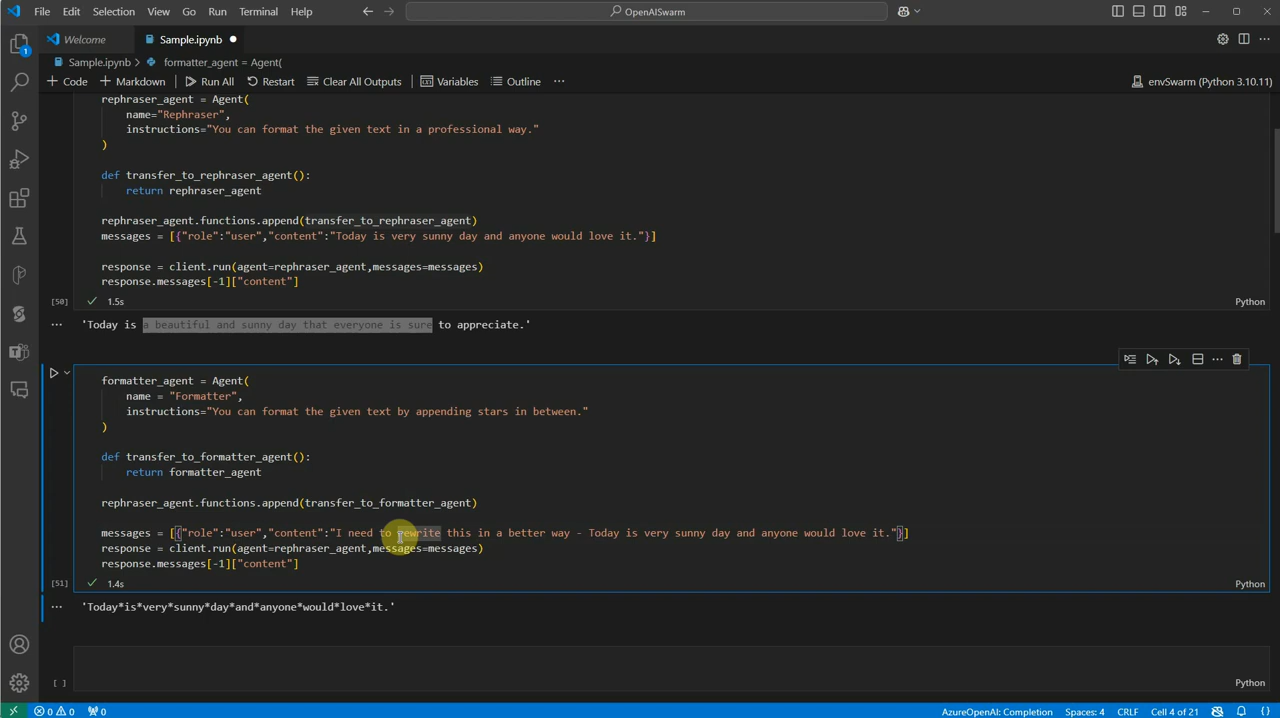 File Edit Selection View Go Run Terminal Help OpenAISwarm
Welcome Sample.ipynb
Sample.ipynb > formatter_agent = Agent(
+ Code + Markdown Run All Restart Clear All Outputs Variables Outline ... envSwarm (Python 3.10.11)
rephraser_agent = Agent(
name="Rephraser",
instructions="You can format the given text in a professional way."
)
def transfer_to_rephraser_agent():
return rephraser_agent
rephraser_agent.functions.append(transfer_to_rephraser_agent)
messages = [{"role":"user","content":"Today is very sunny day and anyone would love it."}]
response = client.run(agent=rephraser_agent,messages=messages)
response.messages[-1]["content"]
[50] 1.5s Python
... 'Today is a beautiful and sunny day that everyone is sure to appreciate.'
formatter_agent = Agent(
name = "Formatter",
instructions="You can format the given text by appending stars in between."
)
def transfer_to_formatter_agent():
return formatter_agent
rephraser_agent.functions.append(transfer_to_formatter_agent)
messages = [{"role":"user","content":"I need to rewrite this in a better way - Today is very sunny day and anyone would love it."}]
response = client.run(agent=rephraser_agent,messages=messages)
response.messages[-1]["content"]
[51] 1.4s Python
... 'Today*is*very*sunny*day*and*anyone*would*love*it.'
[ ] Python
0 0 0 AzureOpenAI: Completion Spaces: 4 CRLF Cell 4 of 21